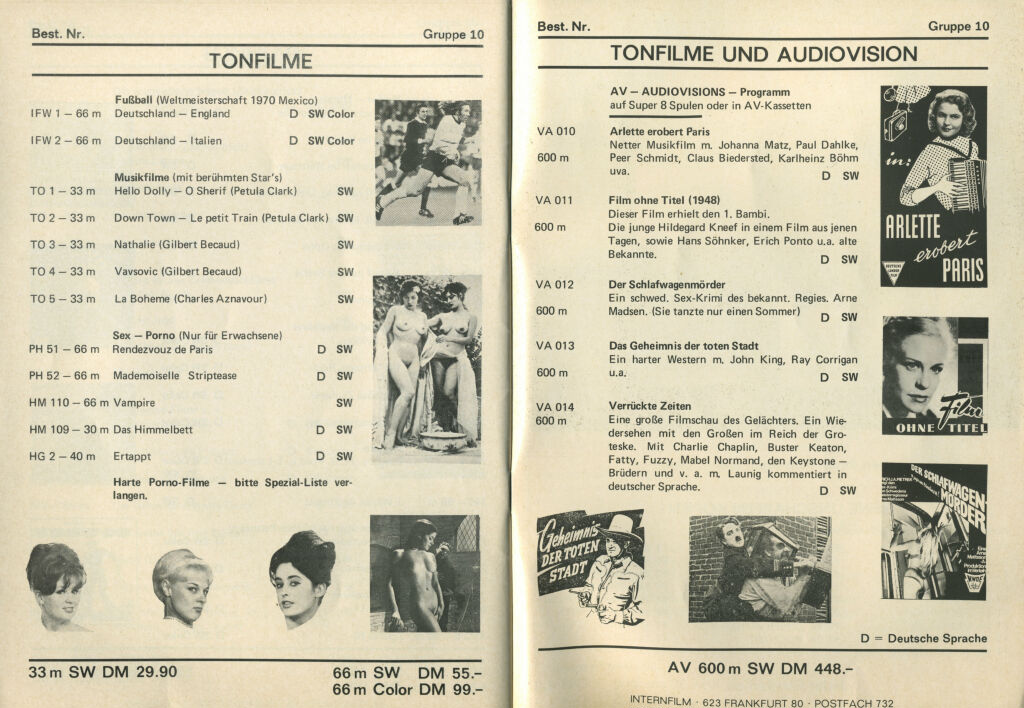 Best. Nr.
Gruppe 10
TONFILME
Fußball (Weltmeisterschaft 1970 Mexico)
IFW 1 – 66 m Deutschland – England D SW Color
IFW 2 – 66 m Deutschland – Italien D SW Color
Musikfilme (mit berühmten Star's)
TO 1 – 33 m Hello Dolly – O Sherif (Petula Clark) SW
TO 2 – 33 m Down Town – Le petit Train (Petula Clark) SW
TO 3 – 33 m Nathalie (Gilbert Becaud) SW
TO 4 – 33 m Vavsovic (Gilbert Becaud) SW
TO 5 – 33 m La Boheme (Charles Aznavour) SW
Sex – Porno (Nur für Erwachsene)
PH 51 – 66 m Rendezvouz de Paris D SW
PH 52 – 66 m Mademoiselle Striptease D SW
HM 110 – 66 m Vampire SW
HM 109 – 30 m Das Himmelbett D SW
HG 2 – 40 m Ertappt D SW
Harte Porno-Filme – bitte Spezial-Liste ver-
langen.
33 m SW DM 29.90
66 m SW DM 55.-
66 m Color DM 99.-
Best. Nr.
Gruppe 10
TONFILME UND AUDIOVISION
AV – AUDIOVISIONS – Programm
auf Super 8 Spulen oder in AV-Kassetten
VA 010 Arlette erobert Paris
Netter Musikfilm m. Johanna Matz, Paul Dahlke,
600 m Peer Schmidt, Claus Biedersted, Karlheinz Böhm
uva. D SW
VA 011 Film ohne Titel (1948)
Dieser Film erhielt den 1. Bambi.
600 m Die junge Hildegard Kneef in einem Film aus jenen
Tagen, sowie Hans Söhnker, Erich Ponto u.a. alte
Bekannte. D SW
VA 012 Der Schlafwagenmörder
Ein schwed. Sex-Krimi des bekannt. Regies. Arne
600 m Madsen. (Sie tanzte nur einen Sommer) D SW
VA 013 Das Geheimnis der toten Stadt
Ein harter Western m. John King, Ray Corrigan
600 m u.a. D SW
VA 014 Verrückte Zeiten
600 m Eine große Filmschau des Gelächters. Ein Wie-
dersehen mit den Großen im Reich der Gro-
teske. Mit Charlie Chaplin, Buster Keaton,
Fatty, Fuzzy, Mabel Normand, den Keystone –
Brüdern und v. a. m. Launig kommentiert in
deutscher Sprache. D SW
in:
ARLETTE
erobert
PARIS
Film
OHNE TITEL
DER SCHLAFWAGEN-
MÖRDER
Geheimnis
DER TOTEN
STADT
D = Deutsche Sprache
AV 600 m SW DM 448.-
INTERNFILM · 623 FRANKFURT 80 · POSTFACH 732